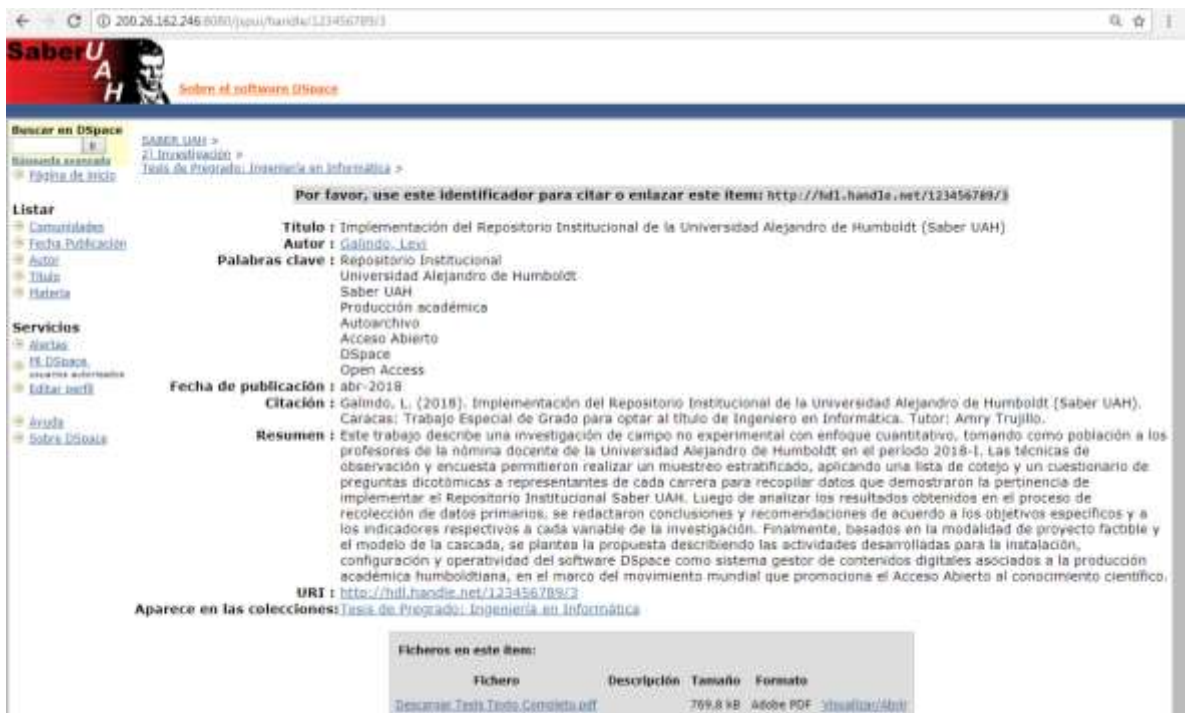 200.26.162.246:8080/jspui/handle/123456789/3
SaberUAH
Sobre el software DSpace
Buscar en DSpace
Búsqueda avanzada
Página de inicio
Listar
Comunidades
Fecha Publicación
Autor
Título
Materia
Servicios
Alertas
Mi DSpace
usuarios autorizados
Editar perfil
Ayuda
Sobre DSpace
SABER UAH >
2) Investigación >
Tesis de Pregrado: Ingeniería en Informática >
Por favor, use este identificador para citar o enlazar este ítem: http://hdl.handle.net/123456789/3
Título : Implementación del Repositorio Institucional de la Universidad Alejandro de Humboldt (Saber UAH)
Autor : Galindo, Levi
Palabras clave : Repositorio Institucional
Universidad Alejandro de Humboldt
Saber UAH
Producción académica
Autoarchivo
Acceso Abierto
DSpace
Open Access
Fecha de publicación : abr-2018
Citación : Galindo, L. (2018). Implementación del Repositorio Institucional de la Universidad Alejandro de Humboldt (Saber UAH).
Caracas: Trabajo Especial de Grado para optar al título de Ingeniero en Informática. Tutor: Amry Trujillo.
Resumen : Este trabajo describe una investigación de campo no experimental con enfoque cuantitativo, tomando como población a los
profesores de la nómina docente de la Universidad Alejandro de Humboldt en el período 2018-I. Las técnicas de
observación y encuesta permitieron realizar un muestreo estratificado, aplicando una lista de cotejo y un cuestionario de
preguntas dicotómicas a representantes de cada carrera para recopilar datos que demostraron la pertinencia de
implementar el Repositorio Institucional Saber UAH. Luego de analizar los resultados obtenidos en el proceso de
recolección de datos primarios, se redactaron conclusiones y recomendaciones de acuerdo a los objetivos específicos y a
los indicadores respectivos a cada variable de la investigación. Finalmente, basados en la modalidad de proyecto factible y
el modelo de la cascada, se plantea la propuesta describiendo las actividades desarrolladas para la instalación,
configuración y operatividad del software DSpace como sistema gestor de contenidos digitales asociados a la producción
académica humboldtiana, en el marco del movimiento mundial que promociona el Acceso Abierto al conocimiento científico.
URI : http://hdl.handle.net/123456789/3
Aparece en las colecciones: Tesis de Pregrado: Ingeniería en Informática
Ficheros en este ítem:
Fichero Descripción Tamaño Formato
Descargar Tesis Texto Completo.pdf 769.8 kB Adobe PDF Visualizar/Abrir